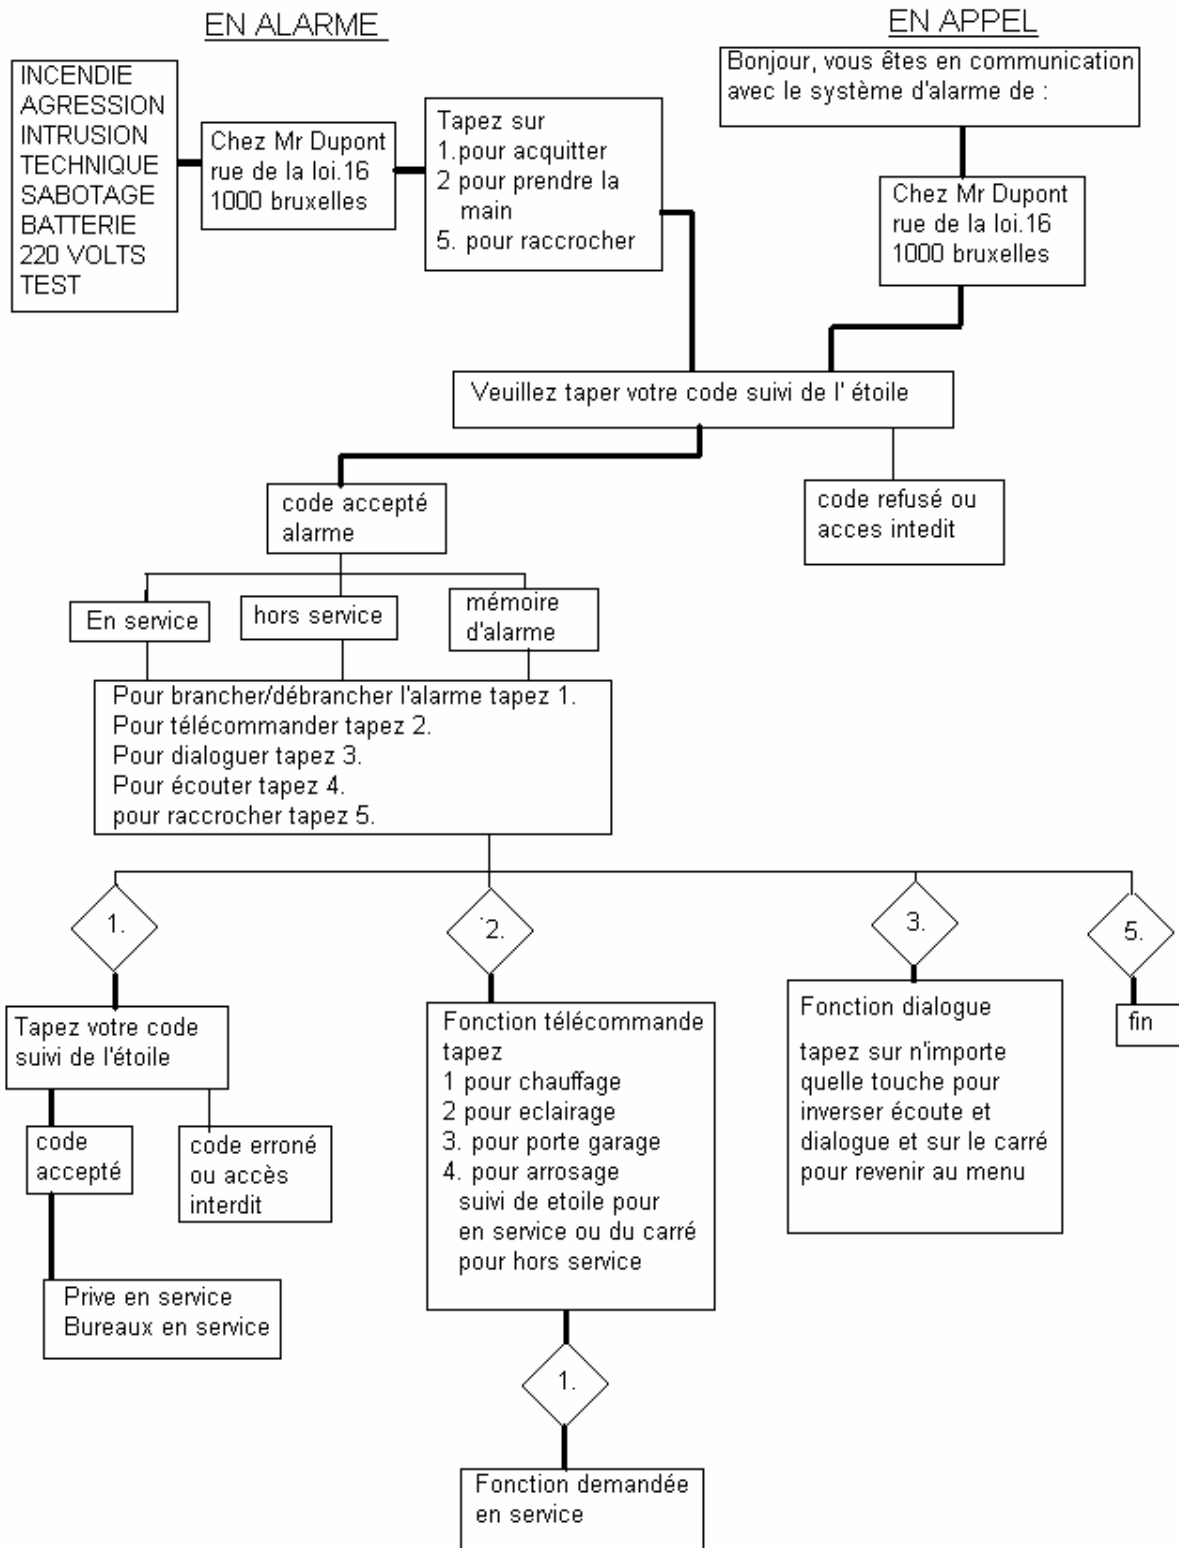 EN ALARME
EN APPEL
INCENDIE
AGRESSION
INTRUSION
TECHNIQUE
SABOTAGE
BATTERIE
220 VOLTS
TEST
Chez Mr Dupont
rue de la loi.16
1000 bruxelles
Tapez sur
1.pour acquitter
2 pour prendre la
main
5. pour raccrocher
Bonjour, vous êtes en communication
avec le système d'alarme de :
Chez Mr Dupont
rue de la loi.16
1000 bruxelles
Veuillez taper votre code suivi de l' étoile
code accepté
alarme
code refusé ou
acces intedit
En service
hors service
mémoire
d'alarme
Pour brancher/débrancher l'alarme tapez 1.
Pour télécommander tapez 2.
Pour dialoguer tapez 3.
Pour écouter tapez 4.
pour raccrocher tapez 5.
1.
2.
3.
5.
Tapez votre code
suivi de l'étoile
code
accepté
code erroné
ou accès
interdit
Prive en service
Bureaux en service
Fonction télécommande
tapez
1 pour chauffage
2 pour eclairage
3. pour porte garage
4. pour arrosage
suivi de etoile pour
en service ou du carré
pour hors service
1.
Fonction demandée
en service
Fonction dialogue
tapez sur n'importe
quelle touche pour
inverser écoute et
dialogue et sur le carré
pour revenir au menu
fin